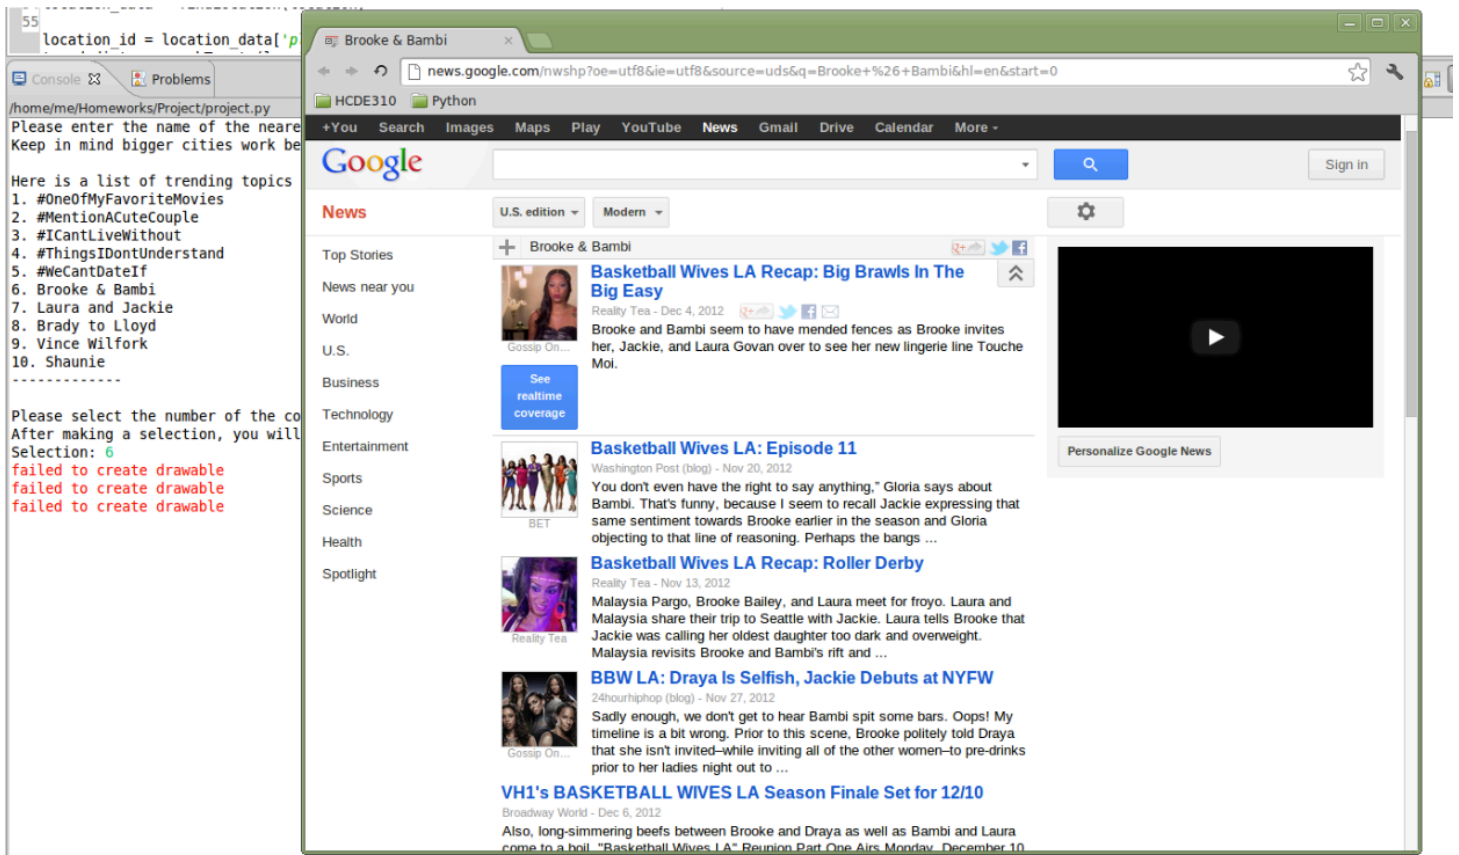 55
location_id = location_data['p
Console
Problems
/home/me/Homeworks/Project/project.py
Please enter the name of the neare
Keep in mind bigger cities work be
Here is a list of trending topics
1. #OneOfMyFavoriteMovies
2. #MentionACuteCouple
3. #ICantLiveWithout
4. #ThingsIDontUnderstand
5. #WeCantDateIf
6. Brooke & Bambi
7. Laura and Jackie
8. Brady to Lloyd
9. Vince Wilfork
10. Shaunie
-------------
Please select the number of the co
After making a selection, you will
Selection: 6
failed to create drawable
failed to create drawable
failed to create drawable
Brooke & Bambi
news.google.com/nwshp?oe=utf8&ie=utf8&source=uds&q=Brooke+%26+Bambi&hl=en&start=0
HCDE310 Python
+You Search Images Maps Play YouTube News Gmail Drive Calendar More
Google
Sign in
News
U.S. edition
Modern
Top Stories
News near you
World
U.S.
Business
Technology
Entertainment
Sports
Science
Health
Spotlight
Brooke & Bambi
Basketball Wives LA Recap: Big Brawls In The
Big Easy
Reality Tea - Dec 4, 2012
Brooke and Bambi seem to have mended fences as Brooke invites
her, Jackie, and Laura Govan over to see her new lingerie line Touche
Moi.
Gossip On...
See
realtime
coverage
Basketball Wives LA: Episode 11
Washington Post (blog) - Nov 20, 2012
You don't even have the right to say anything,” Gloria says about
Bambi. That's funny, because I seem to recall Jackie expressing that
same sentiment towards Brooke earlier in the season and Gloria
objecting to that line of reasoning. Perhaps the bangs ...
BET
Basketball Wives LA Recap: Roller Derby
Reality Tea - Nov 13, 2012
Malaysia Pargo, Brooke Bailey, and Laura meet for froyo. Laura and
Malaysia share their trip to Seattle with Jackie. Laura tells Brooke that
Jackie was calling her oldest daughter too dark and overweight.
Malaysia revisits Brooke and Bambi's rift and ...
Reality Tea
BBW LA: Draya Is Selfish, Jackie Debuts at NYFW
24hourhiphop (blog) - Nov 27, 2012
Sadly enough, we don't get to hear Bambi spit some bars. Oops! My
timeline is a bit wrong. Prior to this scene, Brooke politely told Draya
that she isn't invited–while inviting all of the other women–to pre-drinks
prior to her ladies night out to ...
Gossip On...
VH1's BASKETBALL WIVES LA Season Finale Set for 12/10
Broadway World - Dec 6, 2012
Also, long-simmering beefs between Brooke and Draya as well as Bambi and Laura
come to a boil. "Basketball Wives LA" Reunion Part One Airs Monday, December 10
Personalize Google News